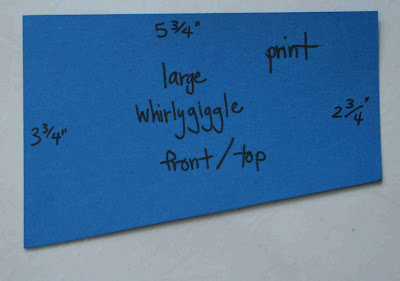 5 3/4"
print
large
whirlygiggle
3 3/4"
2 3/4"
front/top